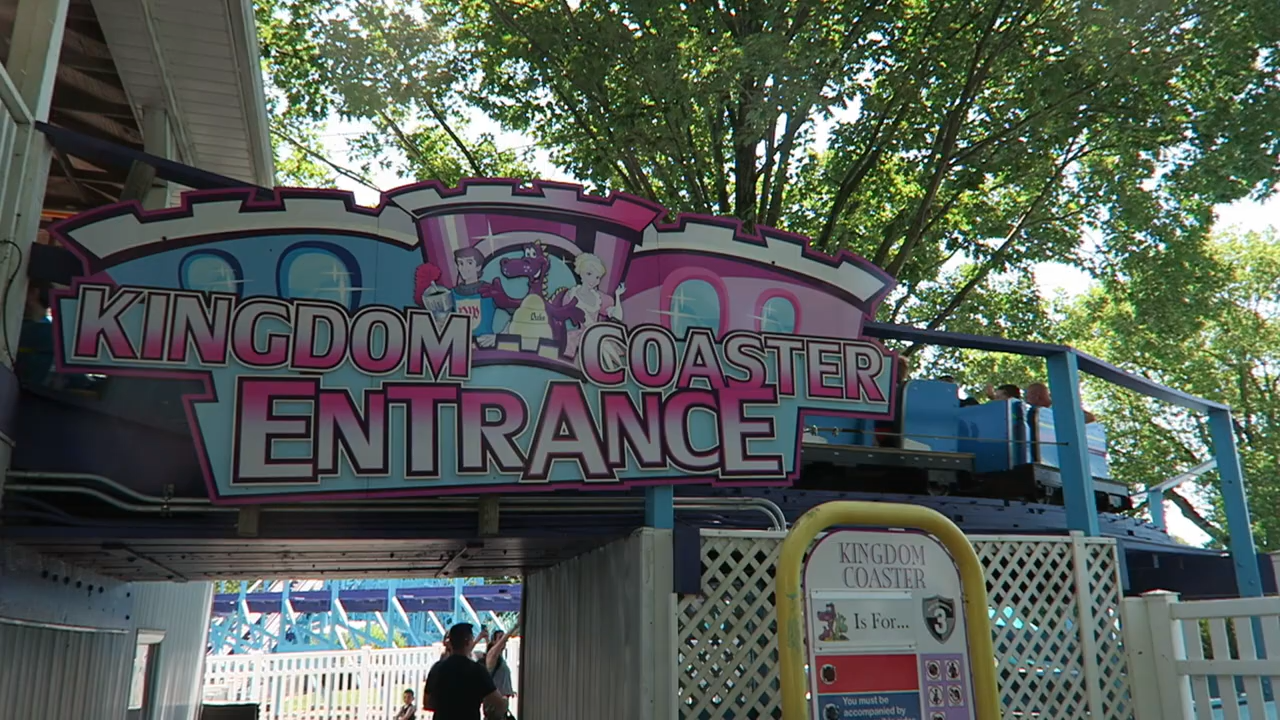 KINGDOM COASTER
ENTRANCE
KINGDOM
COASTER
Is For...
3
You must be
accompanied by